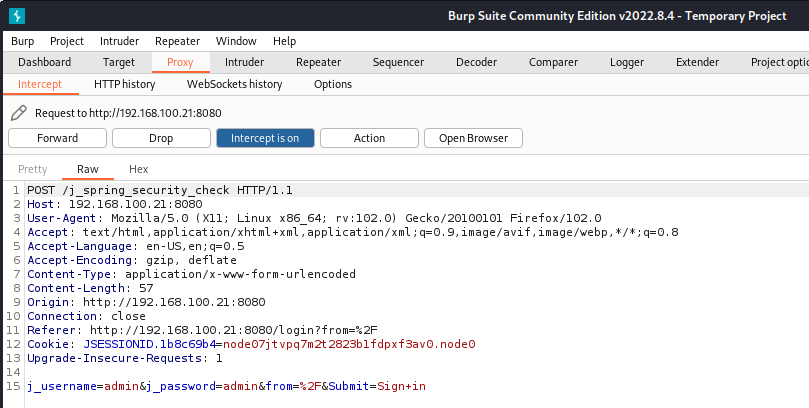 Burp Suite Community Edition v2022.8.4 - Temporary Project
Burp Project Intruder Repeater Window Help
Dashboard Target Proxy Intruder Repeater Sequencer Decoder Comparer Logger Extender Project optio
Intercept HTTP history WebSockets history Options
Request to http://192.168.100.21:8080
Forward Drop Intercept is on Action Open Browser
Pretty Raw Hex
1 POST /j_spring_security_check HTTP/1.1
2 Host: 192.168.100.21:8080
3 User-Agent: Mozilla/5.0 (X11; Linux x86_64; rv:102.0) Gecko/20100101 Firefox/102.0
4 Accept: text/html,application/xhtml+xml,application/xml;q=0.9,image/avif,image/webp,*/*;q=0.8
5 Accept-Language: en-US,en;q=0.5
6 Accept-Encoding: gzip, deflate
7 Content-Type: application/x-www-form-urlencoded
8 Content-Length: 57
9 Origin: http://192.168.100.21:8080
10 Connection: close
11 Referer: http://192.168.100.21:8080/login?from=%2F
12 Cookie: JSESSIONID.1b8c69b4=node07jtvpq7m2t2823b1fdpxf3av0.node0
13 Upgrade-Insecure-Requests: 1
14
15 j_username=admin&j_password=admin&from=%2F&Submit=Sign+in